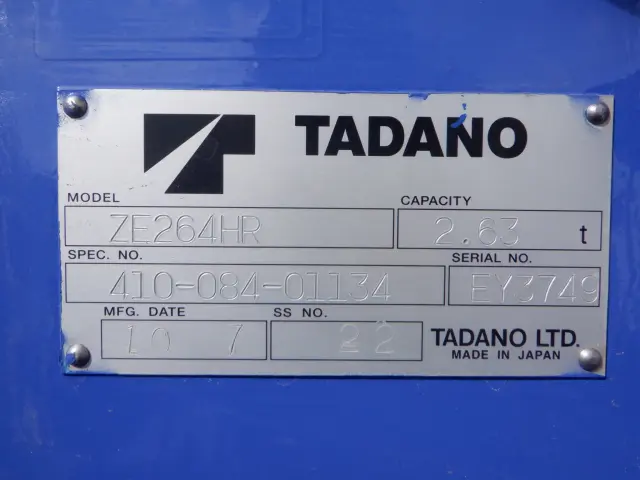 TADANO
MODEL
CAPACITY
ZE264HR
2.63 t
SPEC. NO.
SERIAL NO.
410-084-01134
EY3749
MFG. DATE
SS NO.
10 7
22
TADANO LTD.
MADE IN JAPAN